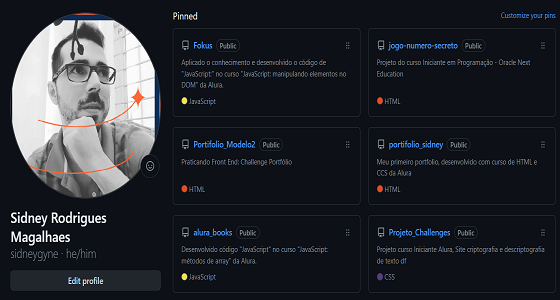 Pinned
Customize your pins
Fokus Public
Aplicado o conhecimento e desenvolvido o código de
"JavaScript:" no curso "JavaScript: manipulando elementos no
DOM" da Alura.
JavaScript
jogo-numero-secreto Public
Projeto do curso Iniciante em Programação - Oracle Next
Education
HTML
Portifolio_Modelo2 Public
Praticando Front End: Challenge Portfólio
HTML
portifolio_sidney Public
Meu primeiro portfolio, desenvolvido com curso de HTML e
CCS da Alura
HTML
alura_books Public
Desenvolvido código "JavaScript" no curso "JavaScript:
métodos de array" da Alura.
JavaScript
Projeto_Challenges Public
Projeto curso Iniciante Alura, Site criptografia e descriptografia
de texto df
CSS
Sidney Rodrigues
Magalhaes
sidneygyne · he/him
Edit profile